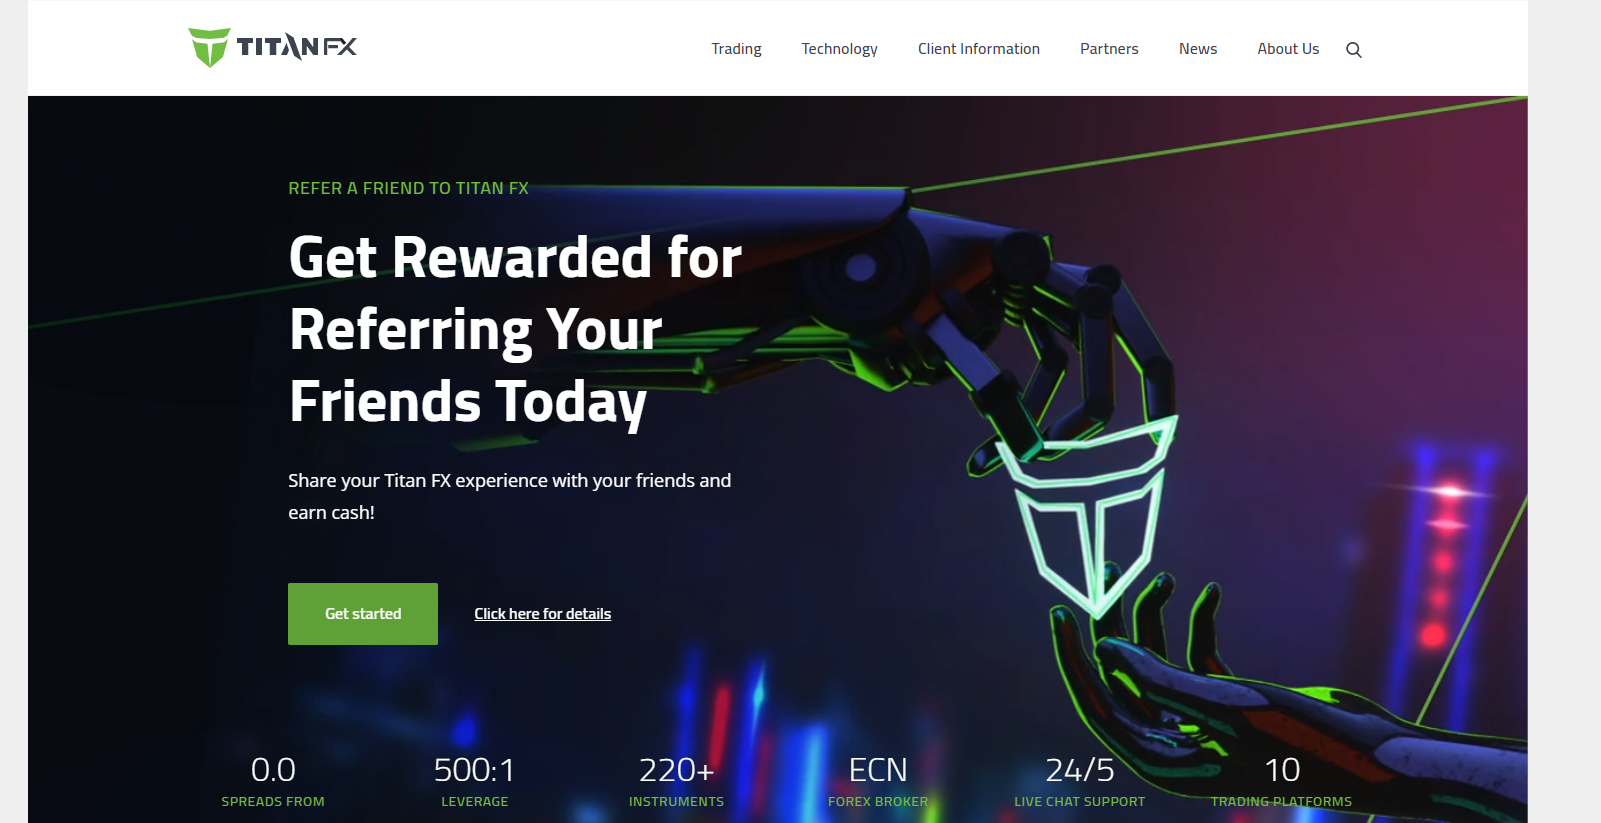 TITAN FX
Trading
Technology
Client Information
Partners
News
About Us
REFER A FRIEND TO TITAN FX
Get Rewarded for
Referring Your
Friends Today
Share your Titan FX experience with your friends and
earn cash!
Get started
Click here for details
0.0
SPREADS FROM
500:1
LEVERAGE
220+
INSTRUMENTS
ECN
FOREX BROKER
24/5
LIVE CHAT SUPPORT
10
TRADING PLATFORMS